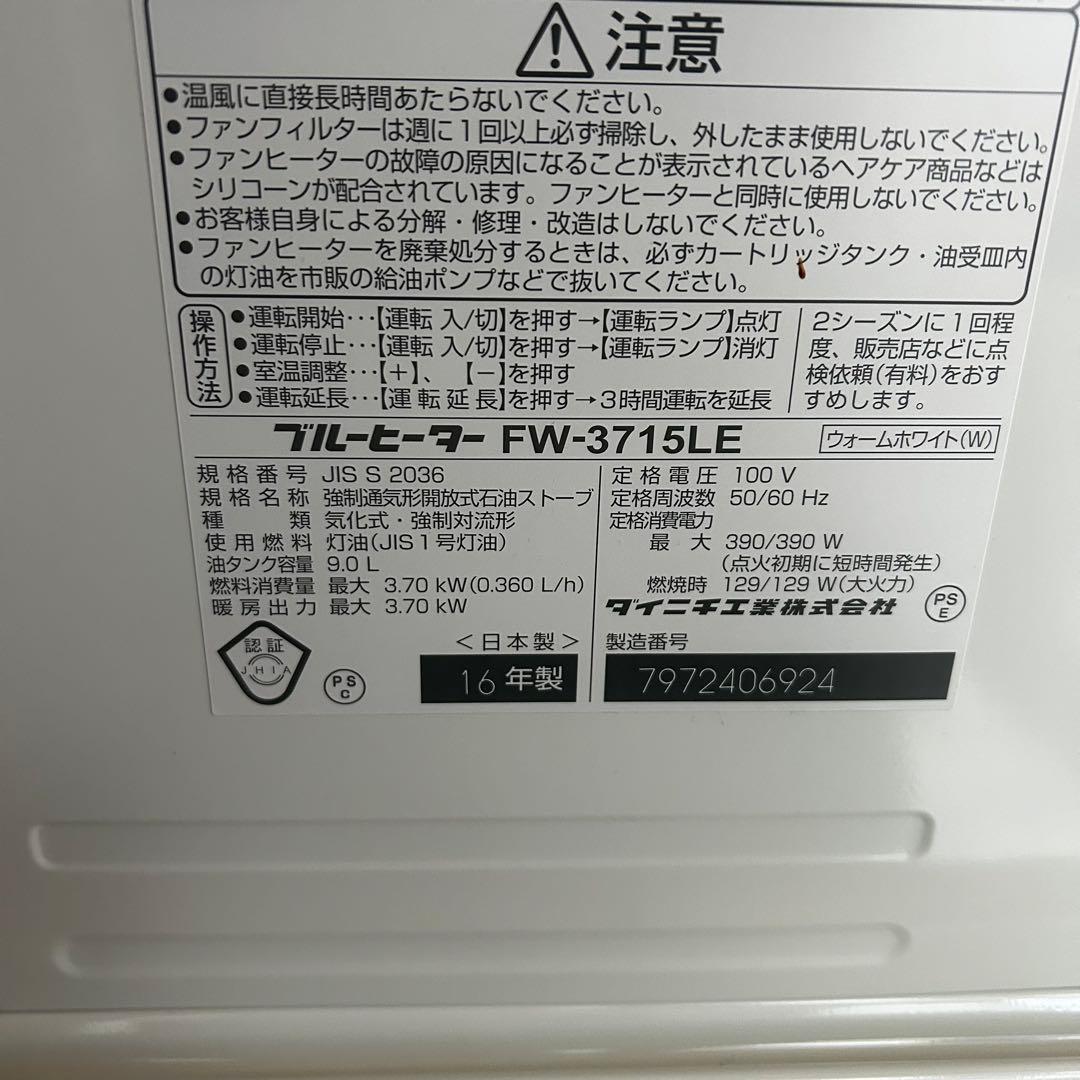 注意
●温風に直接長時間あたらないでください。
●ファンフィルターは週に1回以上必ず掃除し、外したまま使用しないでください。
●ファンヒーターの故障の原因になることが表示されているヘアケア商品などは
シリコーンが配合されています。ファンヒーターと同時に使用しないでください。
●お客様自身による分解・修理・改造はしないでください。
●ファンヒーターを廃棄処分するときは、必ずカートリッジタンク・油受皿内
の灯油を市販の給油ポンプなどで抜いてください。
操作方法
●運転開始･･･【運転 入/切】を押す→【運転ランプ】点灯
●運転停止･･･【運転 入/切】を押す→【運転ランプ】消灯
●室温調整･･･【+】、【-】を押す
●運転延長･･･【運転延長】を押す→3時間運転を延長
2シーズンに1回程
度、販売店などに点
検依頼(有料)をおす
すめします。
ブルーヒーター FW-3715LE
ウォームホワイト(W)
規格番号 JIS S 2036
規格名称 強制通気形開放式石油ストーブ
種類 気化式・強制対流形
使用燃料 灯油(JIS1号灯油)
油タンク容量 9.0 L
燃料消費量 最大 3.70 kW(0.360 L/h)
暖房出力 最大 3.70 kW
定格電圧 100 V
定格周波数 50/60 Hz
定格消費電力
最大 390/390 W
(点火初期に短時間発生)
燃焼時 129/129 W(大火力)
ダイニチ工業株式会社
PS
E
認証
JHIA
PS
C
<日本製>
16年製
製造番号
7972406924